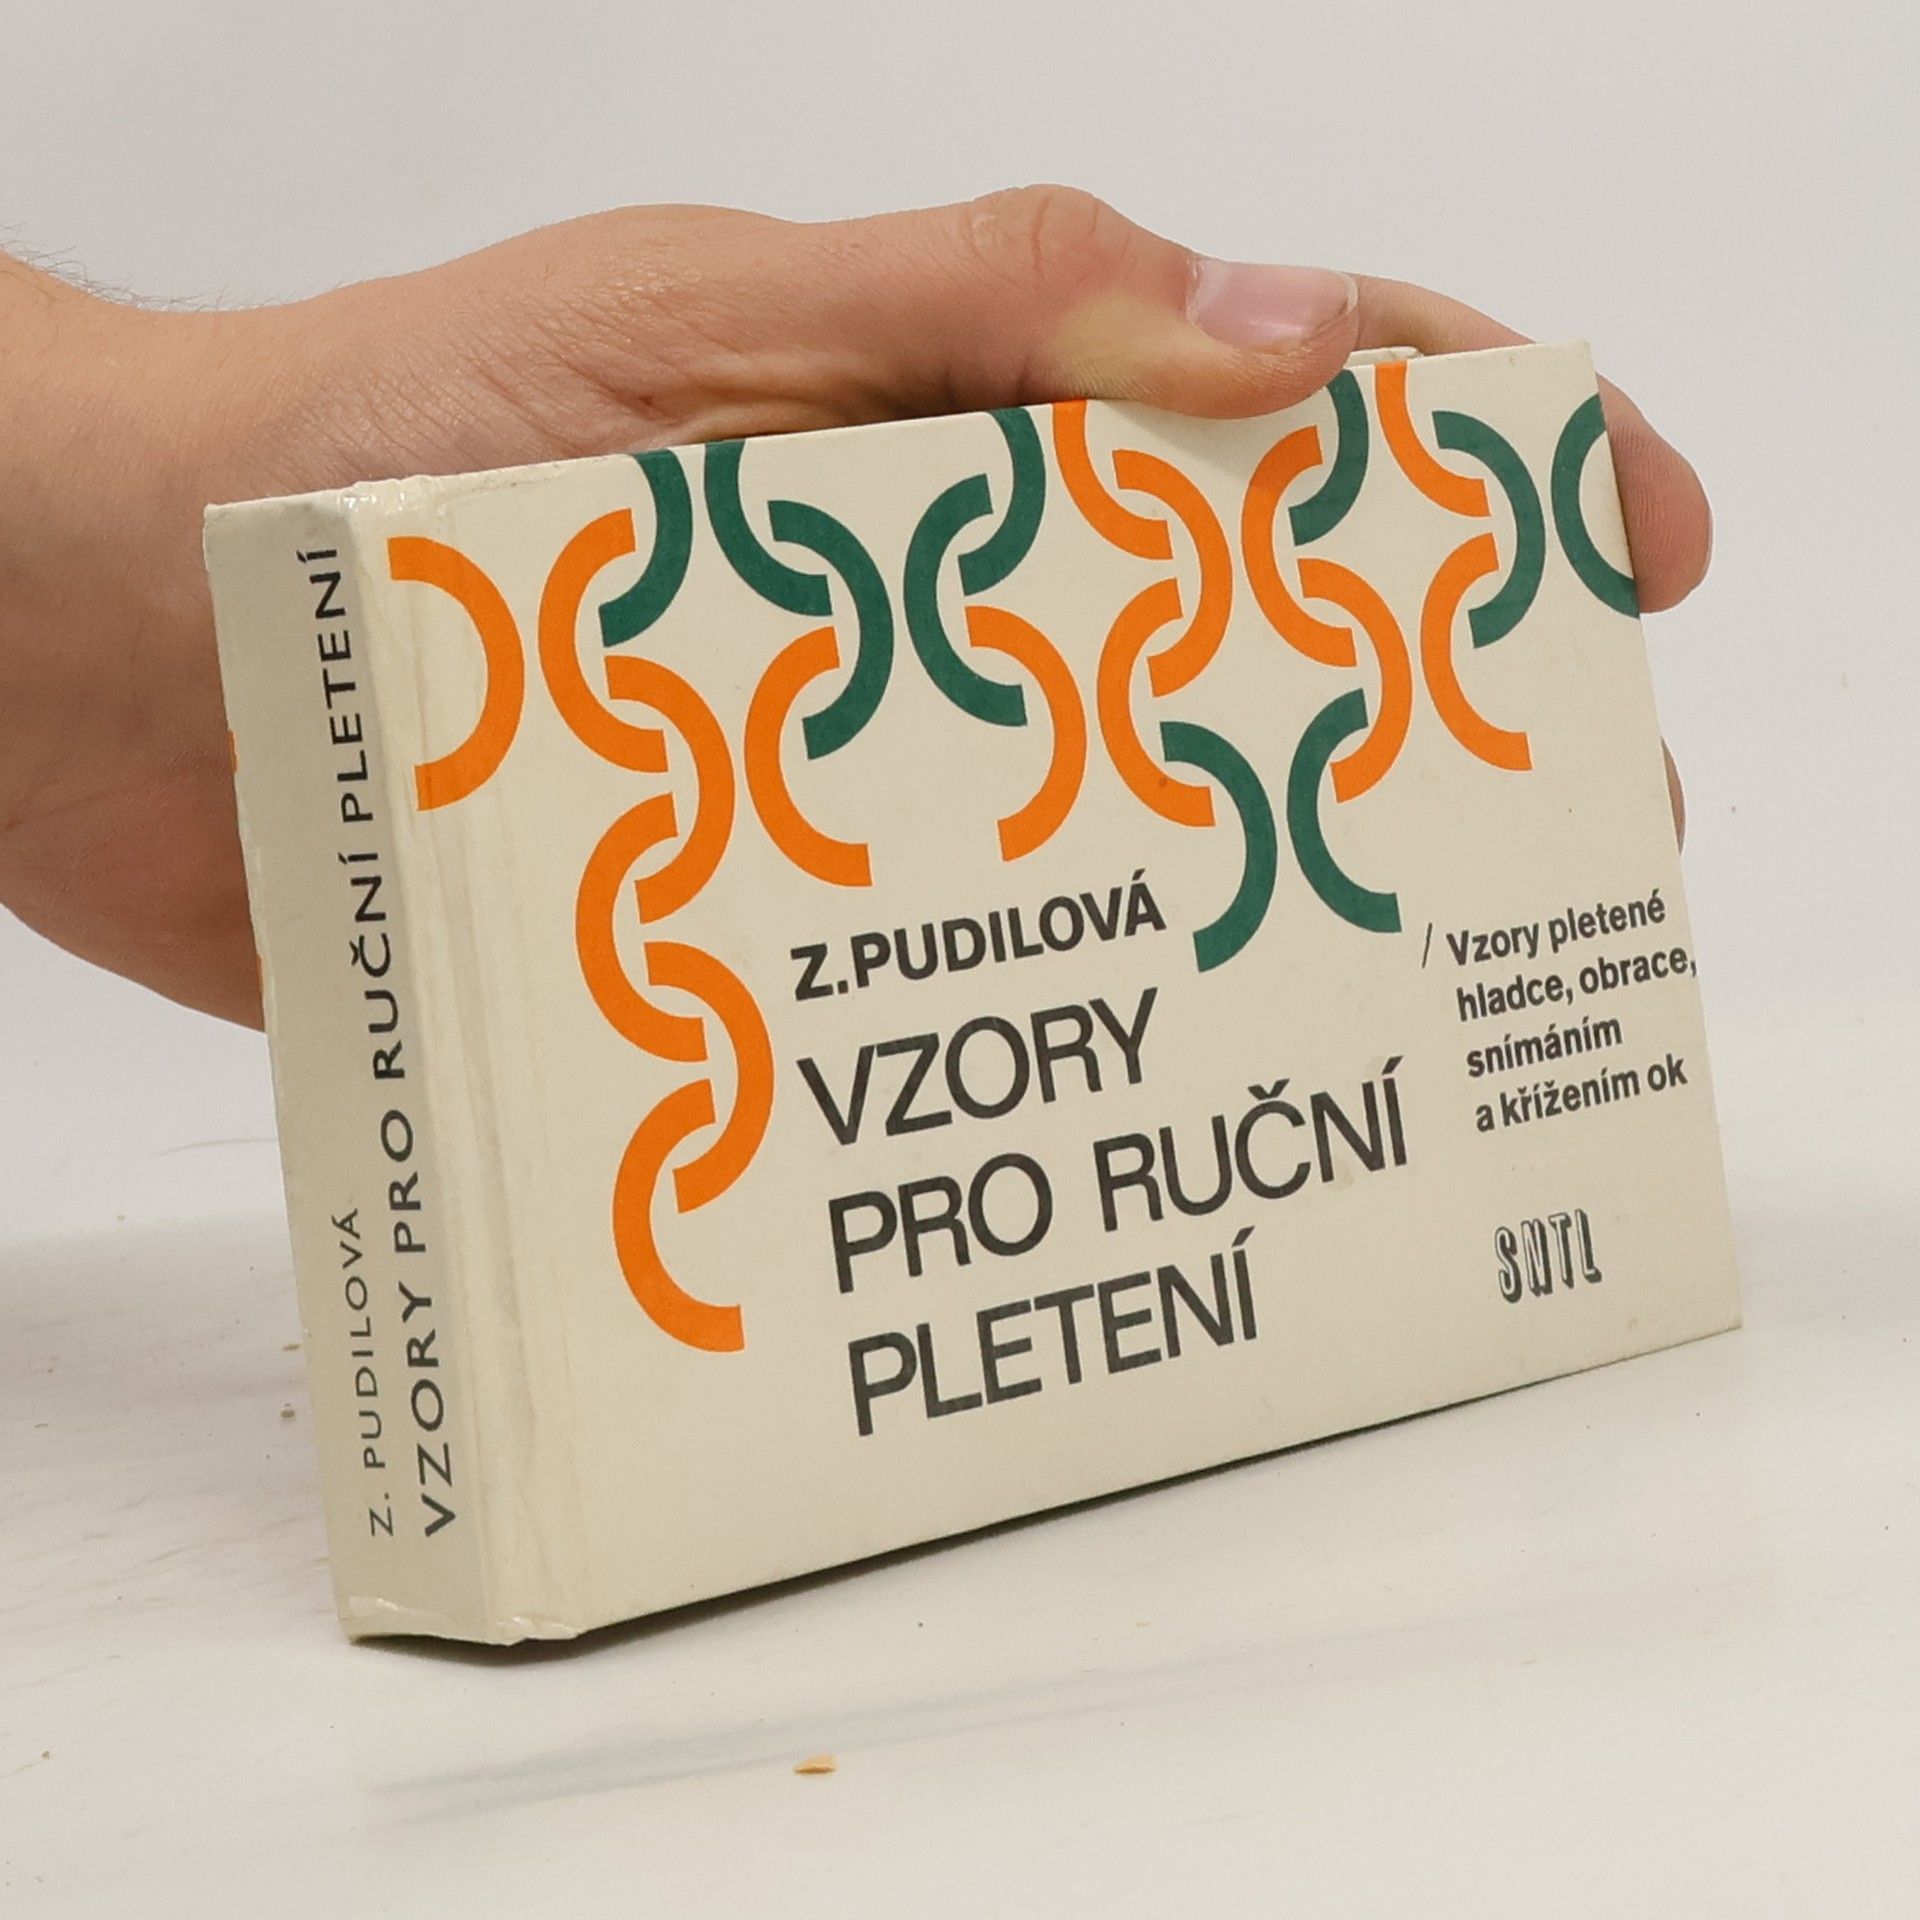 Z. PUDILOVÁ
VZORY PRO RUČNÍ PLETENÍ
Z.PUDILOVÁ
VZORY
PRO RUČNÍ
PLETENÍ
/ Vzory pletené
hladce, obrace,
snímáním
a křížením ok
SNTL